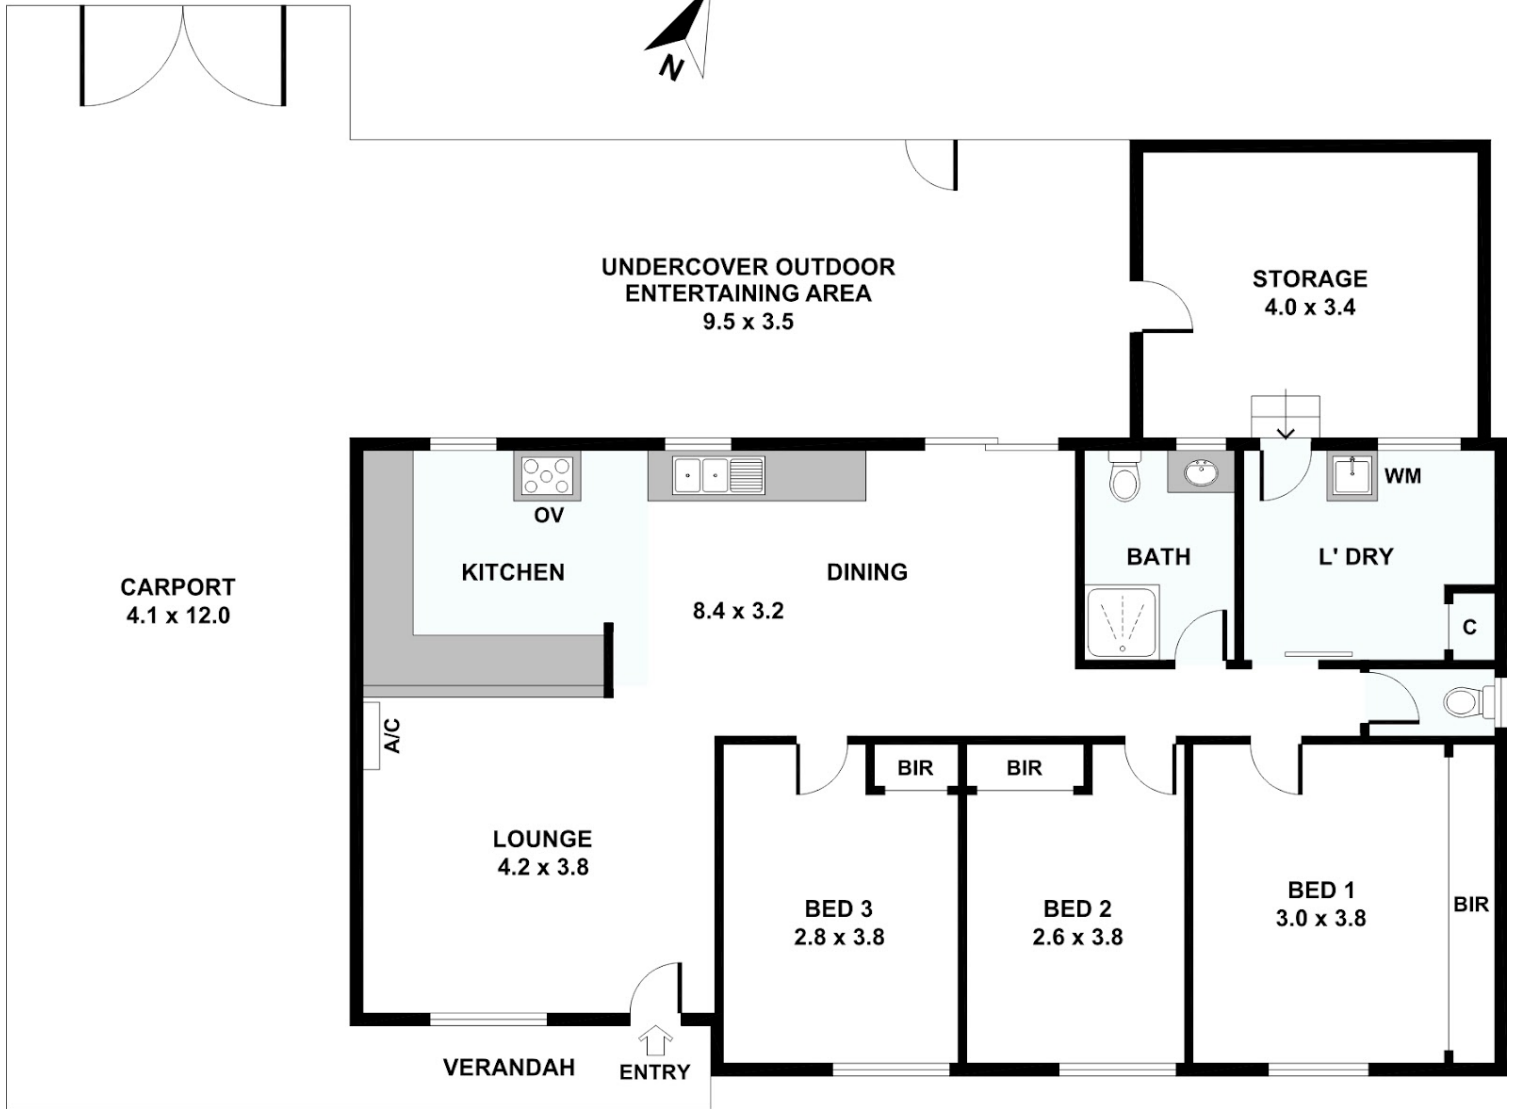 N
UNDERCOVER OUTDOOR
ENTERTAINING AREA
9.5 x 3.5
STORAGE
4.0 x 3.4
WM
OV
KITCHEN
DINING
8.4 x 3.2
BATH
L' DRY
C
CARPORT
4.1 x 12.0
A/C
BIR
BIR
LOUNGE
4.2 x 3.8
BED 3
2.8 x 3.8
BED 2
2.6 x 3.8
BED 1
3.0 x 3.8
BIR
VERANDAH
ENTRY